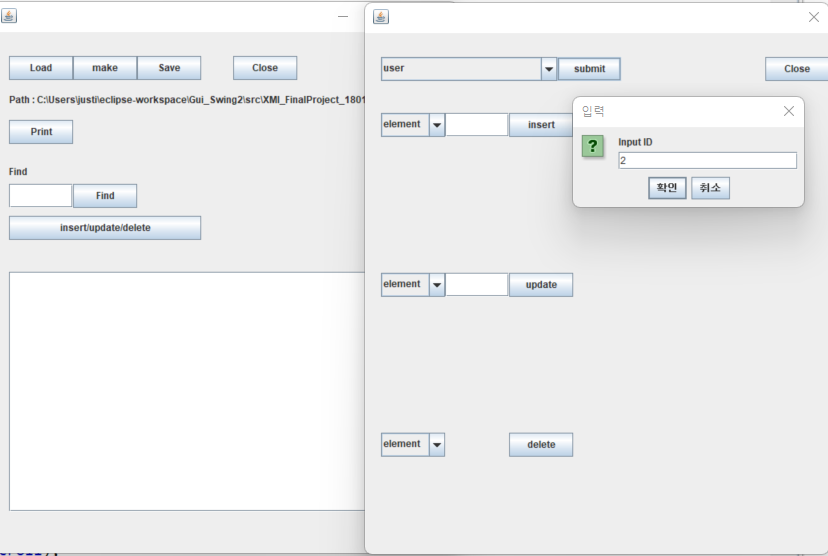 Load make Save Close
Path : C:\Users\justi\eclipse-workspace\Gui_Swing2\src\XMI_FinalProject_1801
Print
Find
Find
insert/update/delete
user submit Close
element insert
element update
element delete
입력
?
Input ID
2
확인 취소